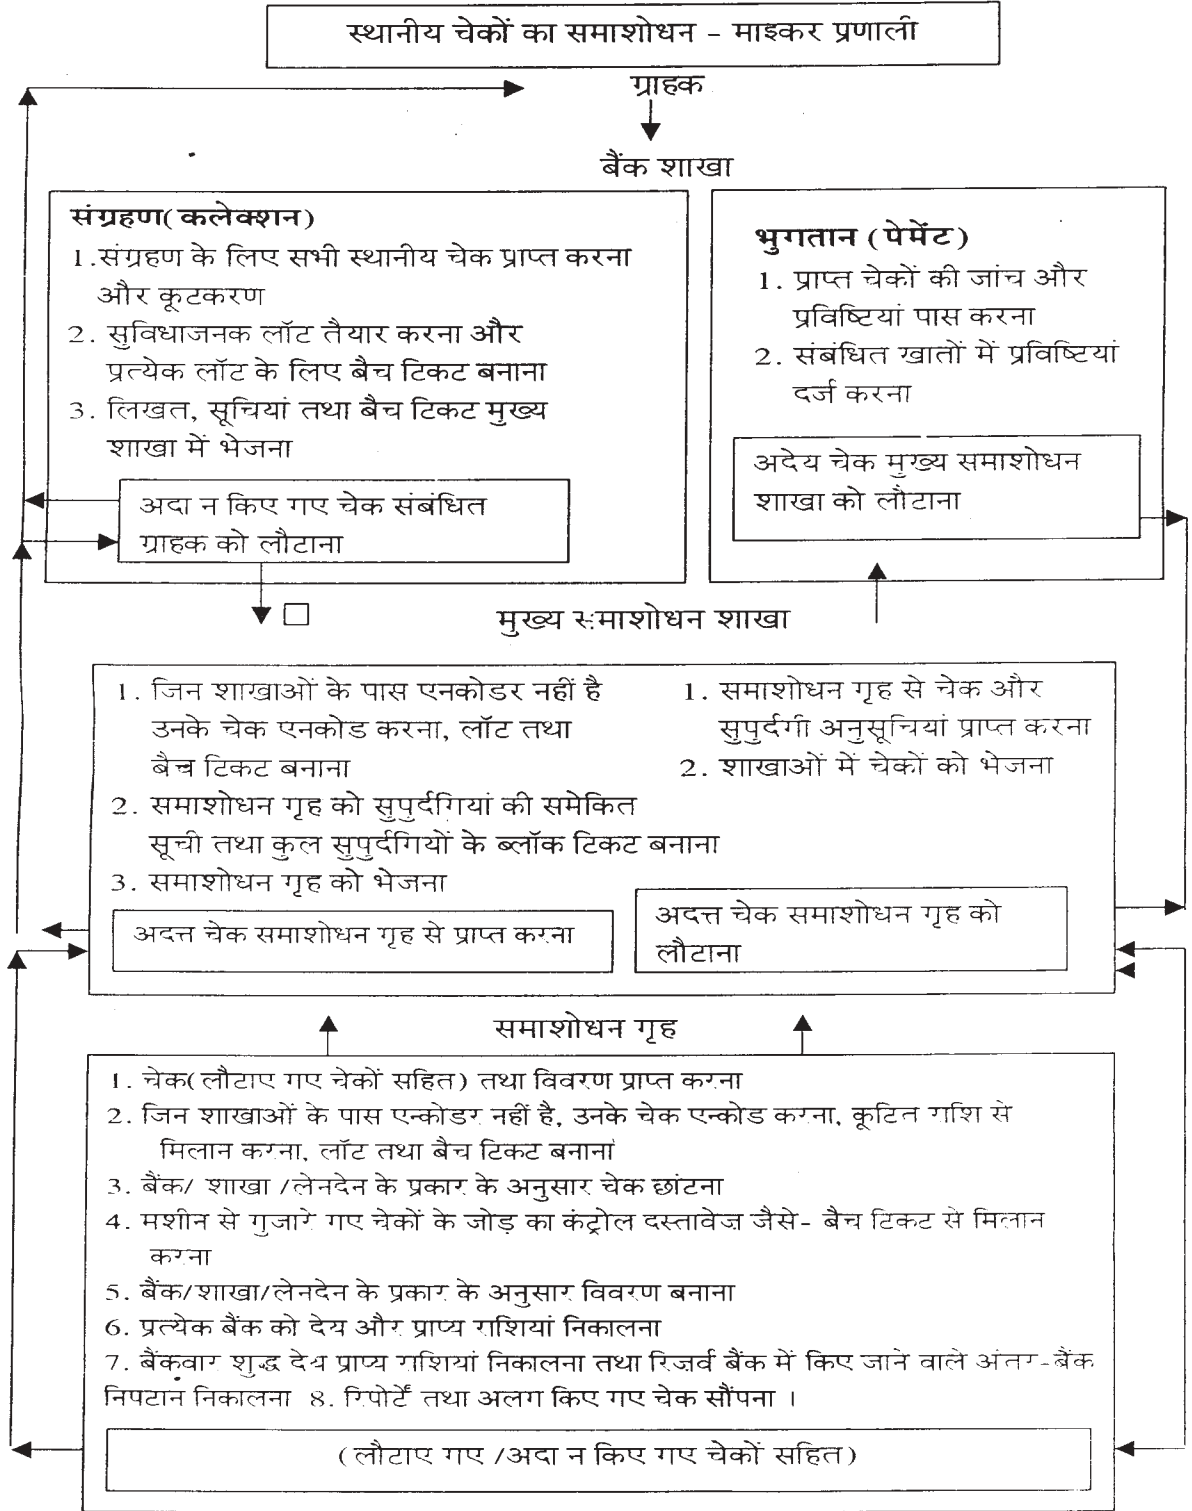 स्थानीय चेकों का समाशोधन - माइकर प्रणाली
ग्राहक
बैंक शाखा
संग्रहण(कलेक्शन)
1.संग्रहण के लिए सभी स्थानीय चेक प्राप्त करना
और कूटकरण
2. सुविधाजनक लॉट तैयार करना और
प्रत्येक लॉट के लिए बैच टिकट बनाना
3. लिखत, सूचियां तथा बैच टिकट मुख्य
शाखा में भेजना
अदा न किए गए चेक संबंधित
ग्राहक को लौटाना
भुगतान (पेमेंट)
1. प्राप्त चेकों की जांच और
प्रविष्टियां पास करना
2. संबंधित खातों में प्रविष्टियां
दर्ज करना
अदेय चेक मुख्य समाशोधन
शाखा को लौटाना
मुख्य समाशोधन शाखा
1. जिन शाखाओं के पास एनकोडर नहीं है
उनके चेक एनकोड करना, लॉट तथा
बैच टिकट बनाना
2. समाशोधन गृह को सुपुर्दगियां की समेकित
सूची तथा कुल सुपुर्दगियों के ब्लॉक टिकट बनाना
3. समाशोधन गृह को भेजना
अदत्त चेक समाशोधन गृह से प्राप्त करना
1. समाशोधन गृह से चेक और
सुपुर्दगी अनुसूचियां प्राप्त करना
2. शाखाओं में चेकों को भेजना
अदत्त चेक समाशोधन गृह को
लौटाना
समाशोधन गृह
1. चेक(लौटाए गए चेकों सहित) तथा विवरण प्राप्त करना
2. जिन शाखाओं के पास एन्कोडर नहीं है, उनके चेक एन्कोड करना, कूटित राशि से
मिलान करना, लॉट तथा बैच टिकट बनाना
3. बैंक/ शाखा /लेनदेन के प्रकार के अनुसार चेक छांटना
4. मशीन से गुजारे गए चेकों के जोड़ का कंट्रोल दस्तावेज जैसे- बैच टिकट से मिलान
करना
5. बैंक/शाखा/लेनदेन के प्रकार के अनुसार विवरण बनाना
6. प्रत्येक बैंक को देय और प्राप्य राशियां निकालना
7. बैंकवार शुद्ध देय प्राप्य राशियां निकालना तथा रिजर्व बैंक में किए जाने वाले अंतर-बैंक
निपटान निकालना 8. रिपोर्टें तथा अलग किए गए चेक सौंपना ।
(लौटाए गए /अदा न किए गए चेकों सहित)